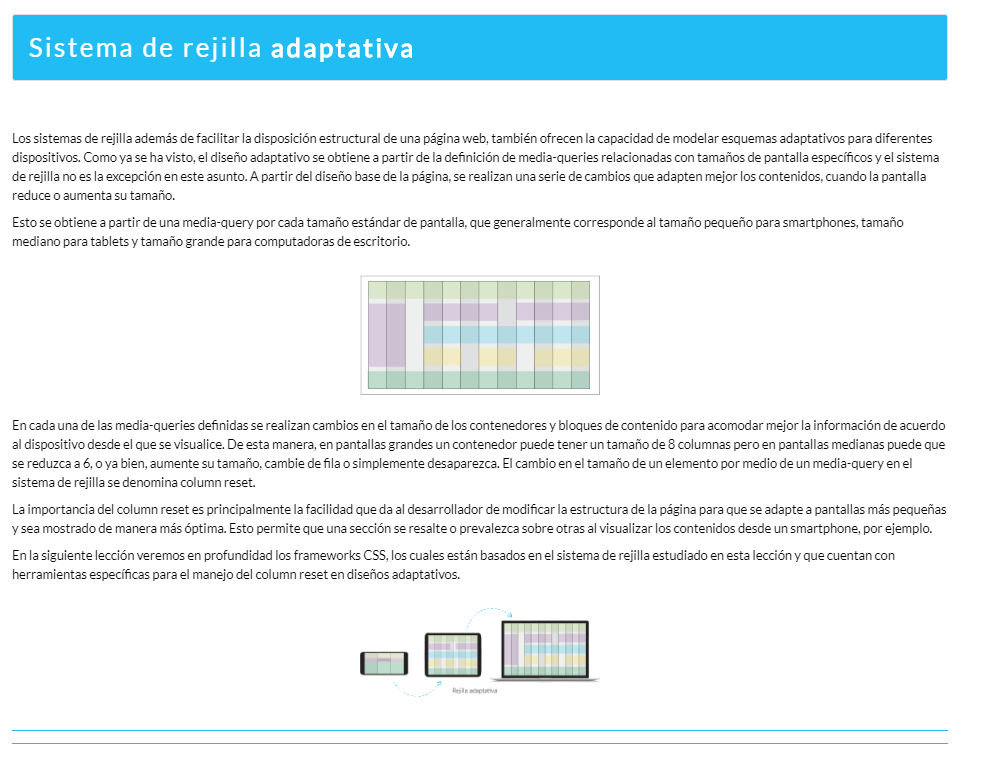 Sistema de rejilla adaptativa
Los sistemas de rejilla además de facilitar la disposición estructural de una página web, también ofrecen la capacidad de modelar esquemas adaptativos para diferentes
dispositivos. Como ya se ha visto, el diseño adaptativo se obtiene a partir de la definición de media-queries relacionadas con tamaños de pantalla específicos y el sistema
de rejilla no es la excepción en este asunto. A partir del diseño base de la página, se realizan una serie de cambios que adapten mejor los contenidos, cuando la pantalla
reduce o aumenta su tamaño.
Esto se obtiene a partir de una media-query por cada tamaño estándar de pantalla, que generalmente corresponde al tamaño pequeño para smartphones, tamaño
mediano para tablets y tamaño grande para computadoras de escritorio.
En cada una de las media-queries definidas se realizan cambios en el tamaño de los contenedores y bloques de contenido para acomodar mejor la información de acuerdo
al dispositivo desde el que se visualice. De esta manera, en pantallas grandes un contenedor puede tener un tamaño de 8 columnas pero en pantallas medianas puede que
se reduzca a 6, o ya bien, aumente su tamaño, cambie de fila o simplemente desaparezca. El cambio en el tamaño de un elemento por medio de un media-query en el
sistema de rejilla se denomina column reset.
La importancia del column reset es principalmente la facilidad que da al desarrollador de modificar la estructura de la página para que se adapte a pantallas más pequeñas
y sea mostrado de manera más óptima. Esto permite que una sección se resalte o prevalezca sobre otras al visualizar los contenidos desde un smartphone, por ejemplo.
En la siguiente lección veremos en profundidad los frameworks CSS, los cuales están basados en el sistema de rejilla estudiado en esta lección y que cuentan con
herramientas específicas para el manejo del column reset en diseños adaptativos.
Rejilla adaptativa